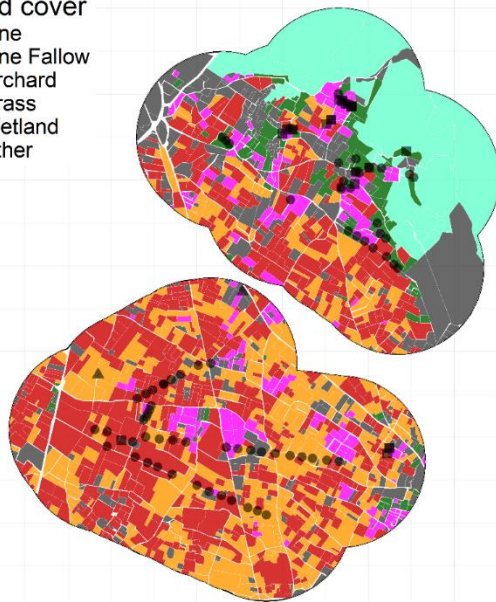 d cover
ne
ne Fallow
rchard
rass
etland
ther